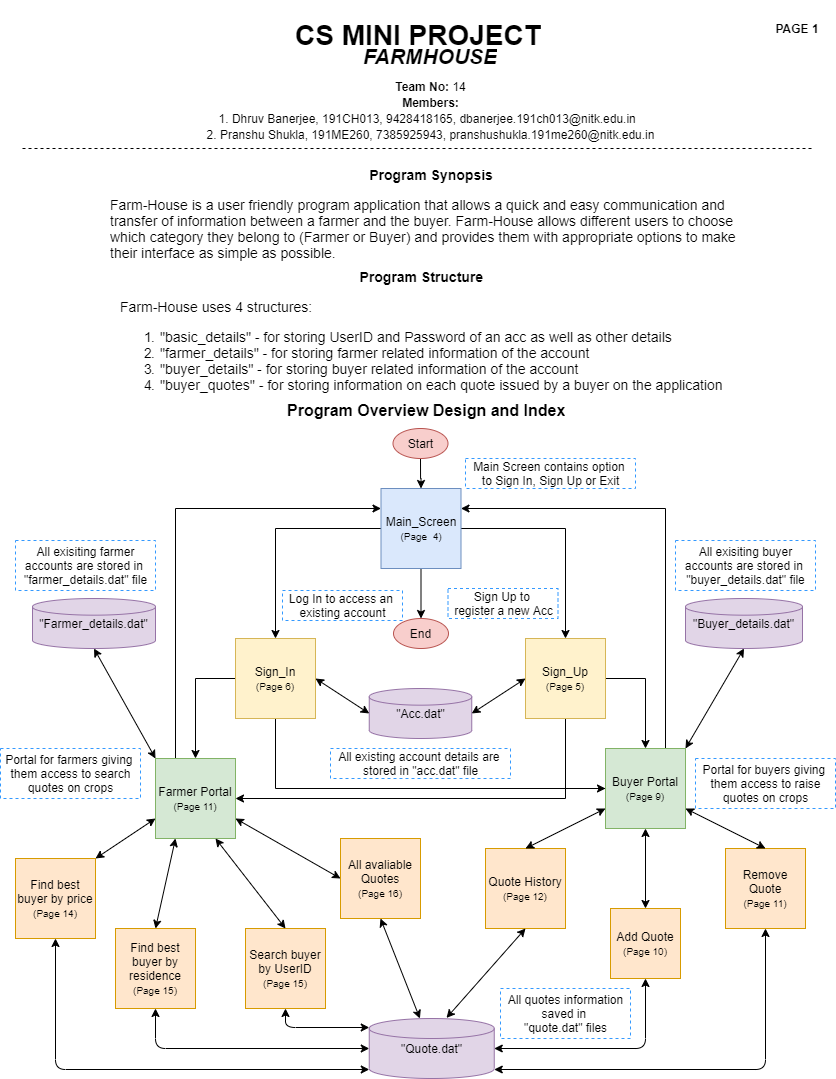 CS MINI PROJECT
PAGE 1
FARMHOUSE
Team No: 14
Members:
1. Dhruv Banerjee, 191CH013, 9428418165, dbanerjee.191ch013@nitk.edu.in
2. Pranshu Shukla, 191ME260, 7385925943, pranshushukla.191me260@nitk.edu.in
Program Synopsis
Farm-House is a user friendly program application that allows a quick and easy communication and
transfer of information between a farmer and the buyer. Farm-House allows different users to choose
which category they belong to (Farmer or Buyer) and provides them with appropriate options to make
their interface as simple as possible.
Program Structure
Farm-House uses 4 structures:
1. "basic_details" - for storing UserID and Password of an acc as well as other details
2. "farmer_details" - for storing farmer related information of the account
3. "buyer_details" - for storing buyer related information of the account
4. "buyer_quotes" - for storing information on each quote issued by a buyer on the application
Program Overview Design and Index
Start
Main Screen contains option
to Sign In, Sign Up or Exit
Main_Screen
(Page 4)
All exisiting farmer
accounts are stored in
"farmer_details.dat" file
All exisiting buyer
accounts are stored in
"buyer_details.dat" file
Log In to access an
existing account
Sign Up to
register a new Acc
"Farmer_details.dat"
End
"Buyer_details.dat"
Sign_In
(Page 6)
Sign_Up
(Page 5)
"Acc.dat"
All existing account details are
stored in "acc.dat" file
Portal for farmers giving
them access to search
quotes on crops
Farmer Portal
(Page 11)
Buyer Portal
(Page 9)
Portal for buyers giving
them access to raise
quotes on crops
Find best
buyer by price
(Page 14)
All avaliable
Quotes
(Page 16)
Quote History
(Page 12)
Remove
Quote
(Page 11)
Find best
buyer by
residence
(Page 15)
Search buyer
by UserID
(Page 15)
Add Quote
(Page 10)
All quotes information
saved in
"quote.dat" files
"Quote.dat"